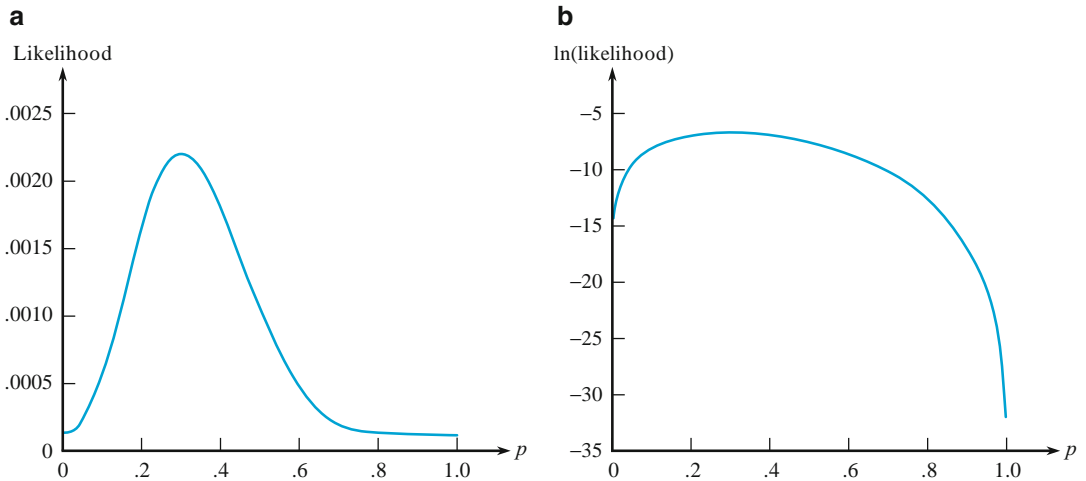 a
Likelihood
.0025
.0020
.0015
.0010
.0005
0
0 .2 .4 .6 .8 1.0 p
b
ln(likelihood)
−5
−10
−15
−20
−25
−30
−35
0 .2 .4 .6 .8 1.0 p